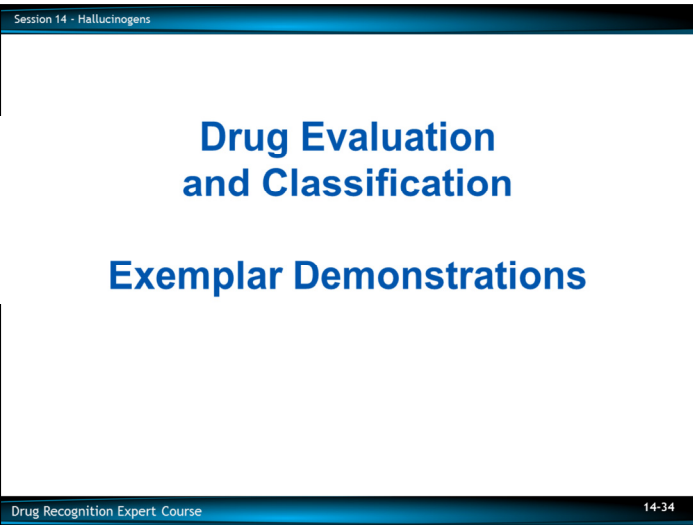 Session 14 - Hallucinogens
Drug Evaluation
and Classification
Exemplar Demonstrations
Drug Recognition Expert Course
14-34